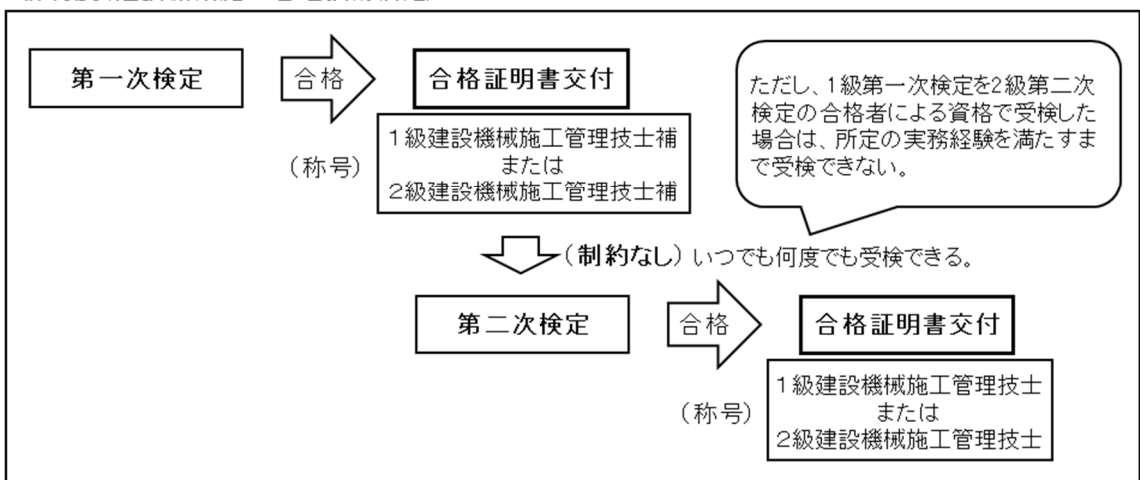 第一次検定
合格
合格証明書交付
(称号)
1級建設機械施工管理技士補
または
2級建設機械施工管理技士補
ただし、1級第一次検定を2級第二次
検定の合格者による資格で受検した
場合は、所定の実務経験を満たすま
で受検できない。
(制約なし)いつでも何度でも受検できる。
第二次検定
合格
合格証明書交付
(称号)
1級建設機械施工管理技士
または
2級建設機械施工管理技士